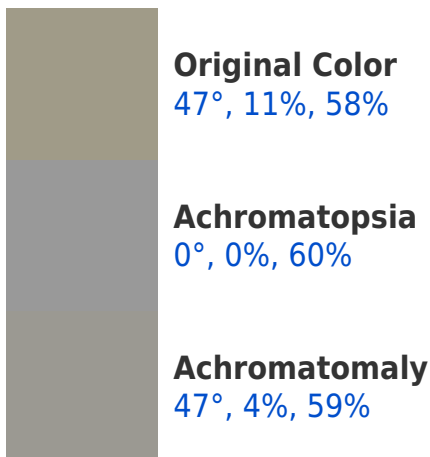 Original Color
47°, 11%, 58%
Achromatopsia
0°, 0%, 60%
Achromatomaly
47°, 4%, 59%